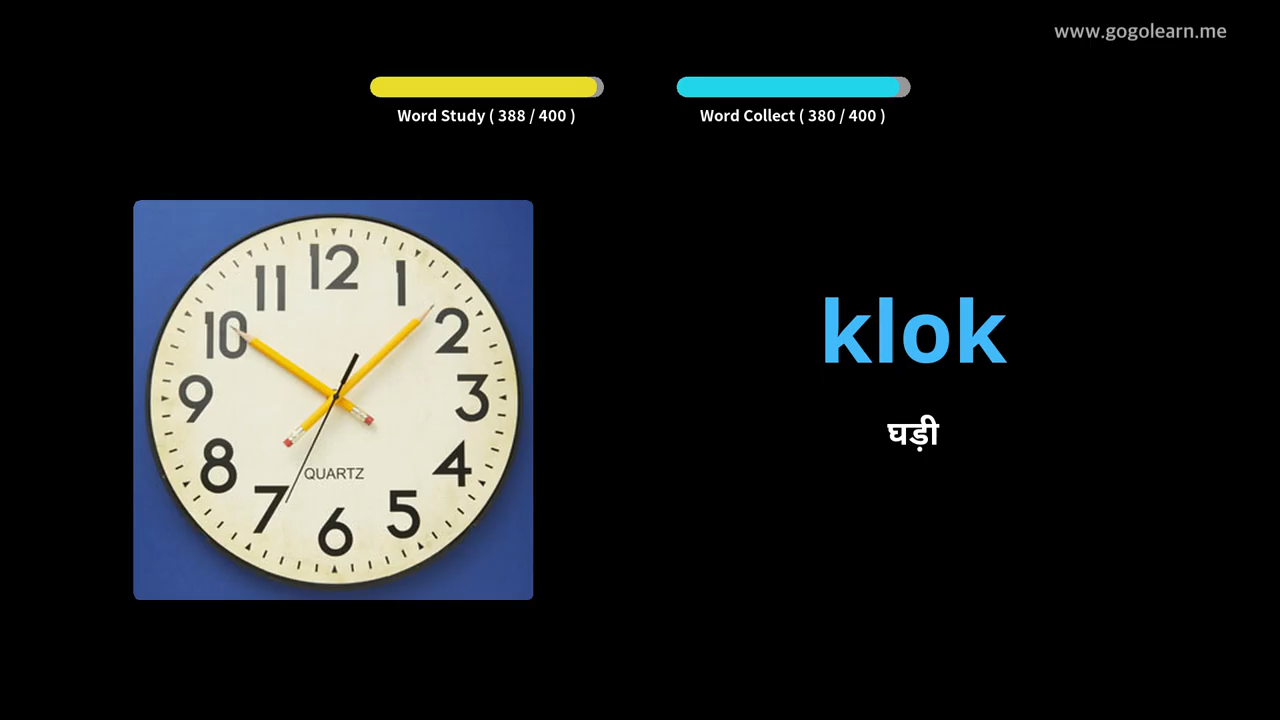 www.gogolearn.me
Word Study ( 388 / 400 )
Word Collect ( 380 / 400 )
12
11
1
10
2
9
3
8
4
QUARTZ
7
5
6
klok
घड़ी